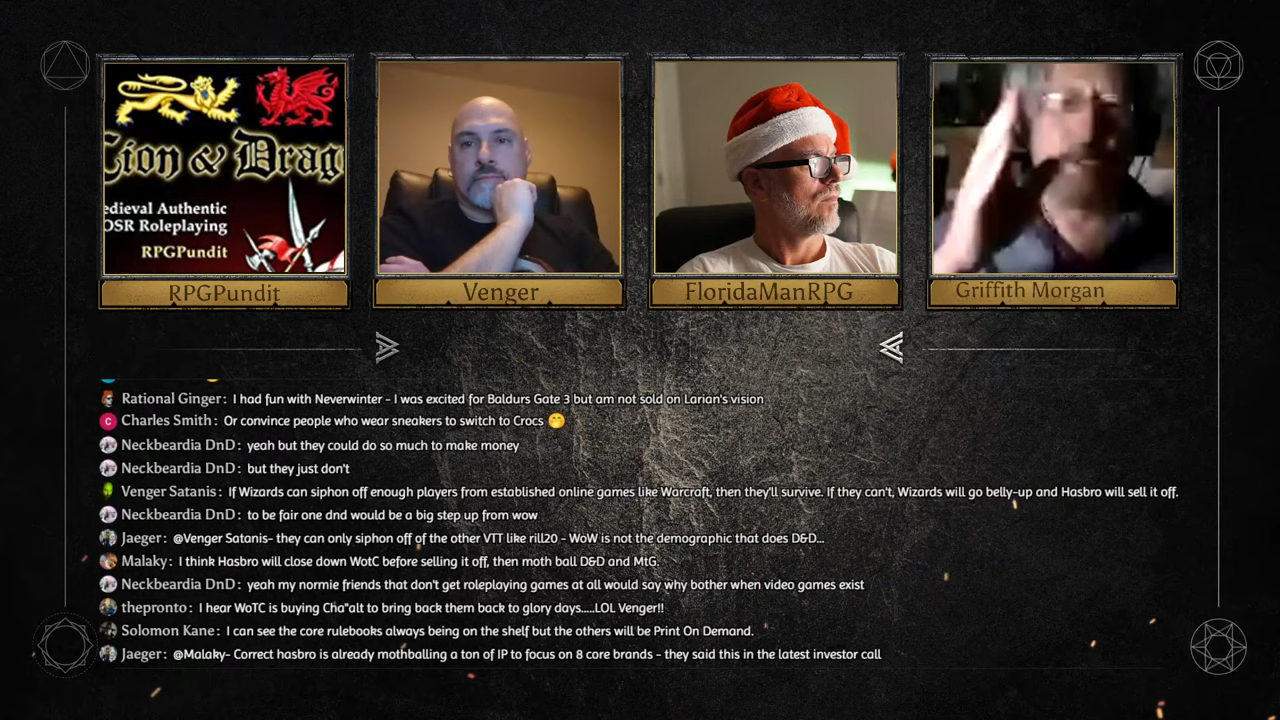 Lion & Drag
edieval Authentic
OSR Roleplaying
RPGPundit
RPGPundit
Venger
FloridaManRPG
Griffith Morgan
Rational Ginger: I had fun with Neverwinter - I was excited for Baldurs Gate 3 but am not sold on Larian's vision
C Charles Smith: Or convince people who wear sneakers to switch to Crocs 🤭
Neckbeardia DnD: yeah but they could do so much to make money
Neckbeardia DnD: but they just don't
Venger Satanis: If Wizards can siphon off enough players from established online games like Warcraft, then they'll survive. If they can't, Wizards will go belly-up and Hasbro will sell it off.
Neckbeardia DnD: to be fair one dnd would be a big step up from wow
Jaeger: @Venger Satanis- they can only siphon off of the other VTT like rill20 - WoW is not the demographic that does D&D...
Malaky: I think Hasbro will close down WotC before selling it off, then moth ball D&D and MtG.
Neckbeardia DnD: yeah my normie friends that don't get roleplaying games at all would say why bother when video games exist
thepronto: I hear WoTC is buying Cha"alt to bring back them back to glory days.....LOL Venger!!
Solomon Kane: I can see the core rulebooks always being on the shelf but the others will be Print On Demand.
Jaeger: @Malaky- Correct hasbro is already mothballing a ton of IP to focus on 8 core brands - they said this in the latest investor call